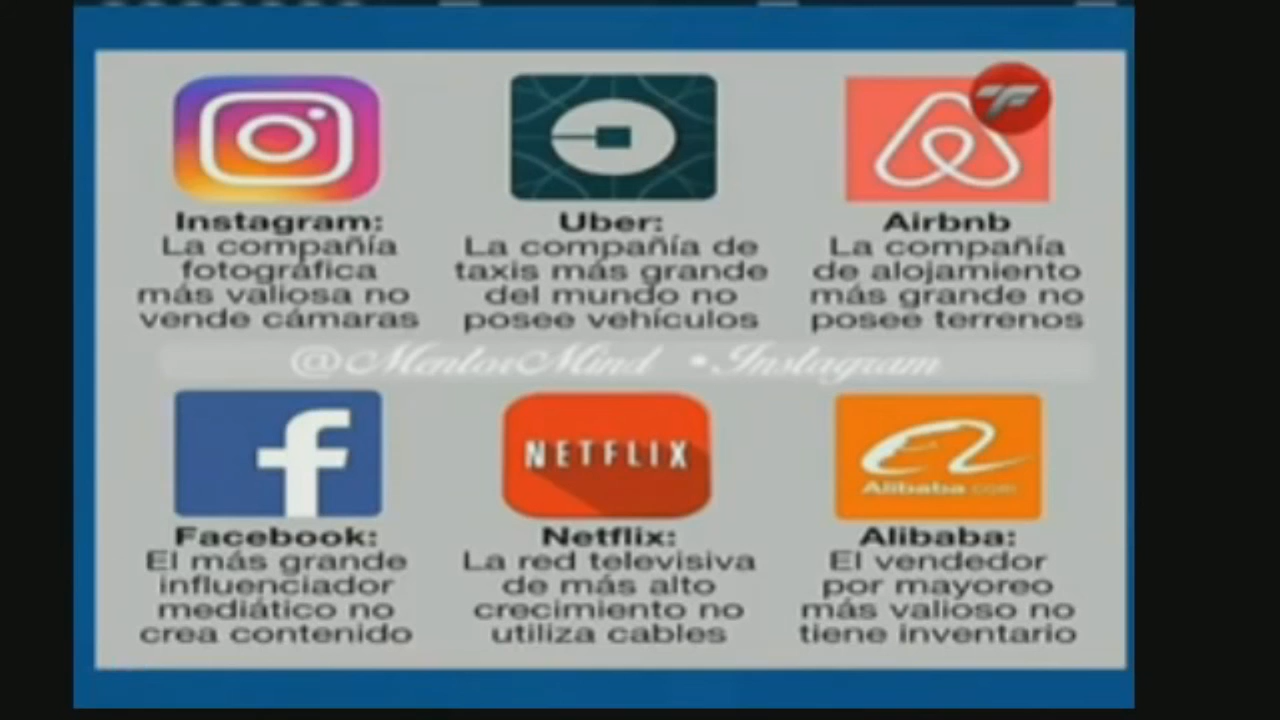 Instagram:
La compañía
fotográfica
más valiosa no
vende cámaras
Uber:
La compañía de
taxis más grande
del mundo no
posee vehículos
Airbnb
La compañía
de alojamiento
más grande no
posee terrenos
@MentorMind • Instagram
f
Facebook:
El más grande
influenciador
mediático no
crea contenido
NETFLIX
Netflix:
La red televisiva
de más alto
crecimiento no
utiliza cables
Alibaba.com
Alibaba:
El vendedor
por mayoreo
más valioso no
tiene inventario